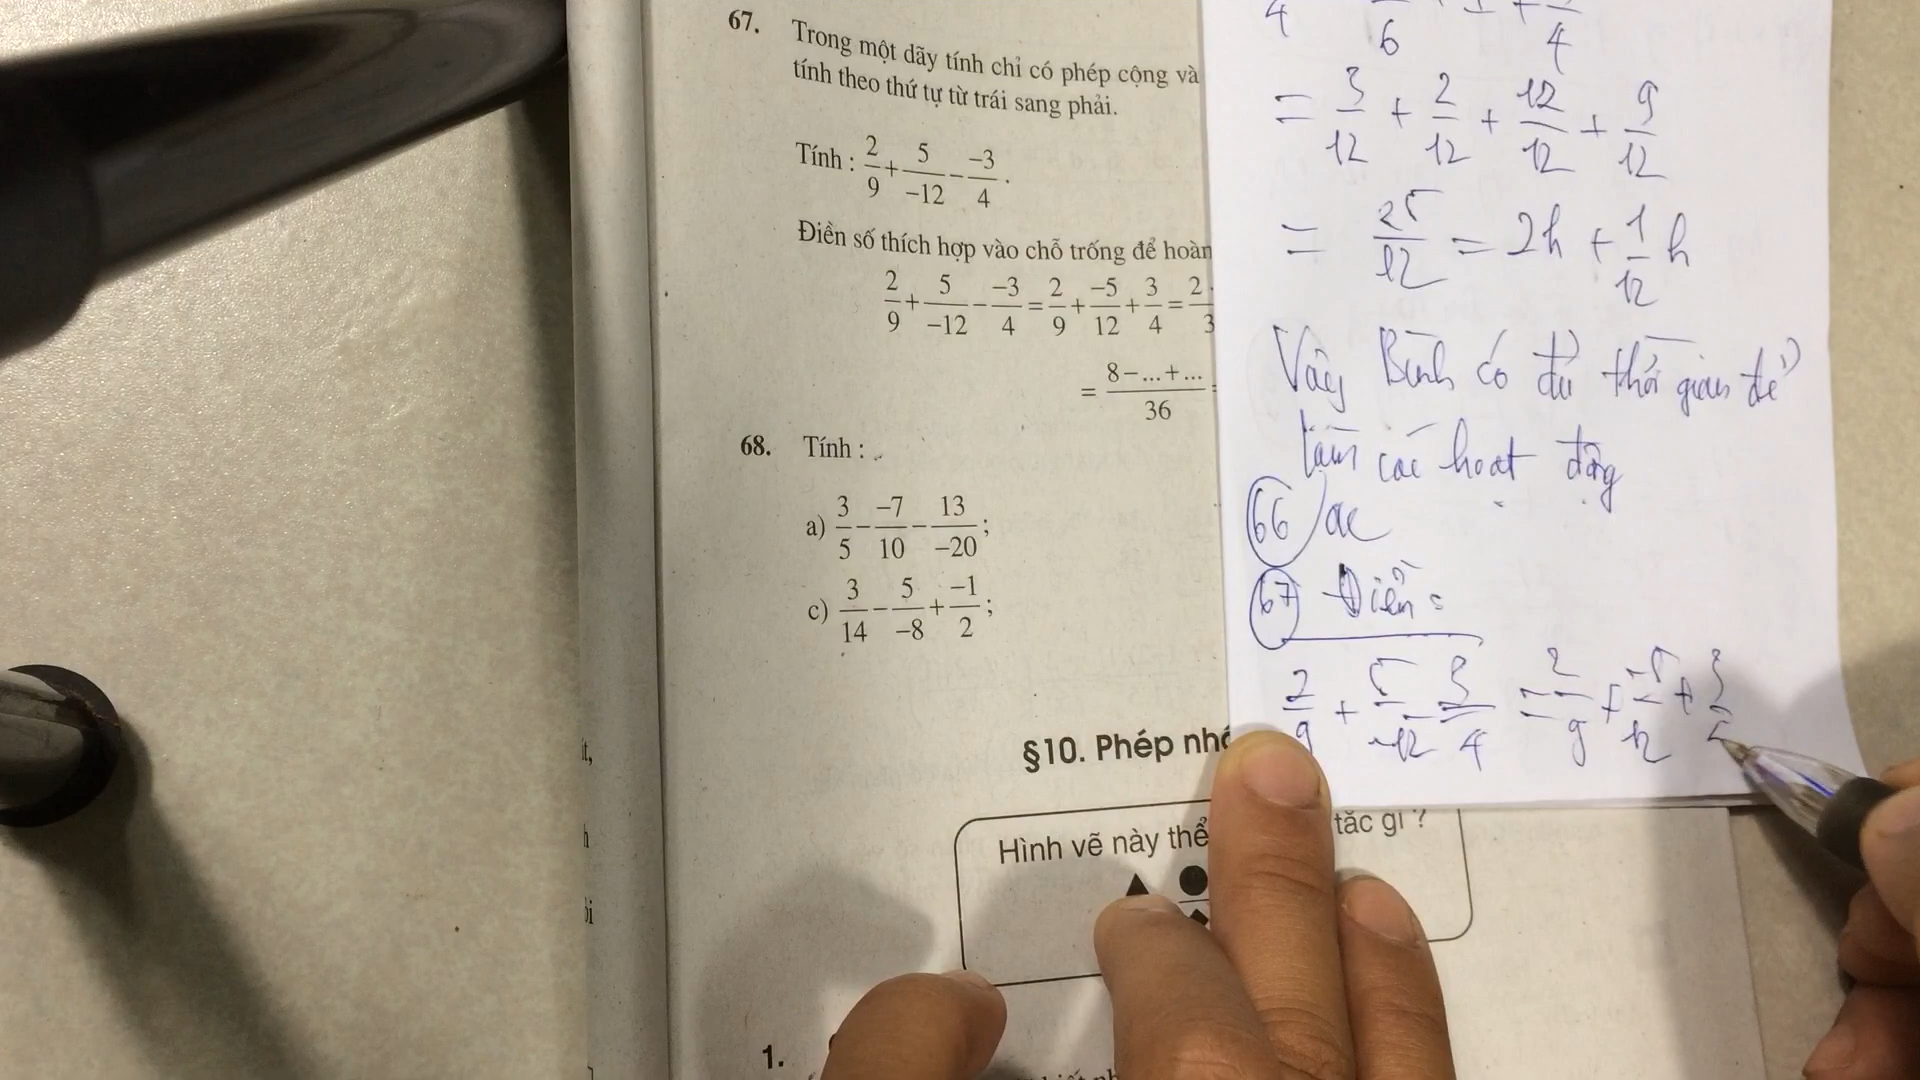 67. Trong một dãy tính chỉ có phép cộng và
tính theo thứ tự từ trái sang phải.
Tính : 2/9 + 5/-12 - -3/4 .
Điền số thích hợp vào chỗ trống để hoàn
2/9 + 5/-12 - -3/4 = 2/9 + -5/12 + 3/4 = 2
= 8 - ... + .../36
68. Tính :
a) 3/5 - -7/10 - 13/-20 ;
c) 3/14 - 5/-8 + -1/2 ;
§10. Phép nh
Hình vẽ này thể tắc gì ?
1.
= 3/12 + 2/12 + 12/12 + 9/12
= 25/12 = 2h + 1/12 h
Vậy Bình có đủ thời gian để
làm các hoạt động
66
67 Điền :
2/9 + 5/-12 - 3/4 = 2/9 + -5/12 + 3